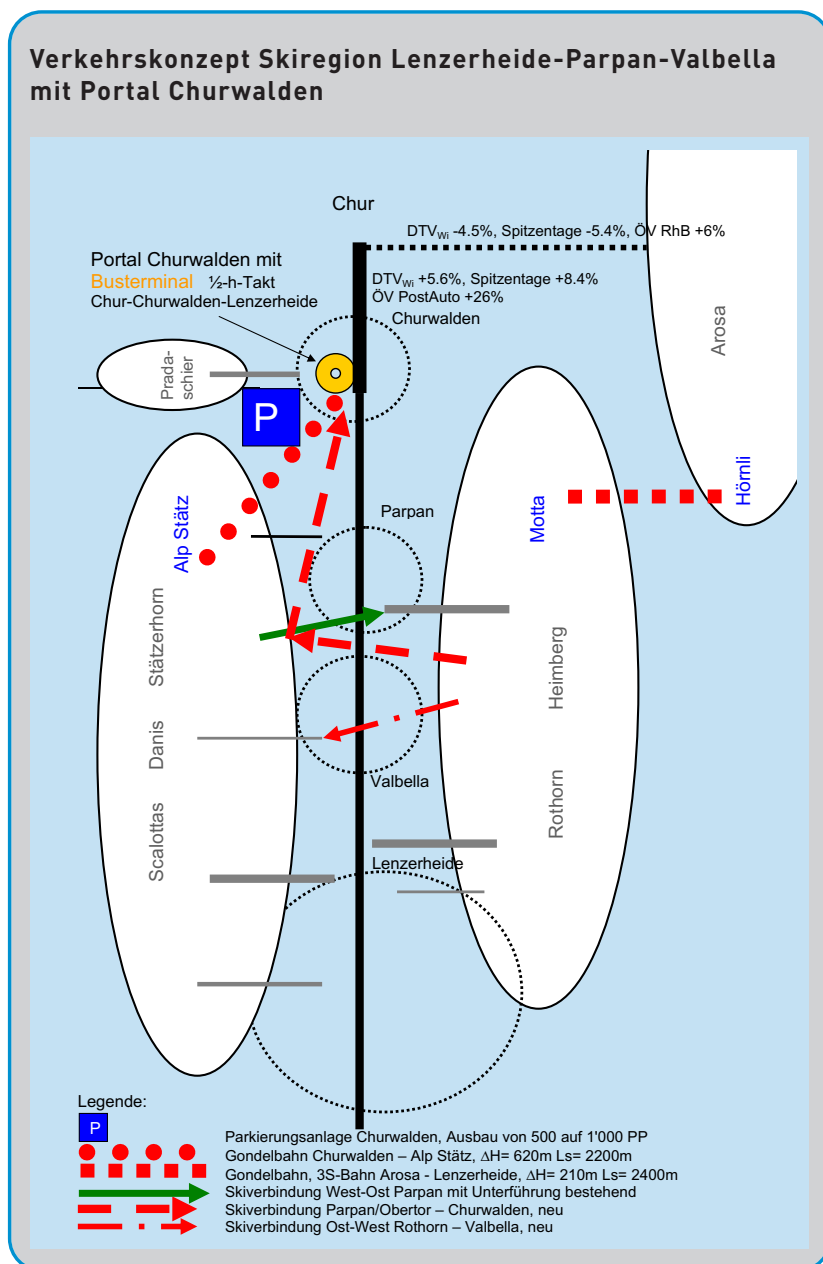 Verkehrskonzept Skiregion Lenzerheide-Parpan-Valbella
mit Portal Churwalden
Chur
DTVWi -4.5%, Spitzentage -5.4%, ÖV RhB +6%
Portal Churwalden mit
Busterminal ½-h-Takt
Chur-Churwalden-Lenzerheide
DTVWi +5.6%, Spitzentage +8.4%
ÖV PostAuto +26%
Churwalden
Arosa
Prada-
schier
P
Alp Stätz
Parpan
Motta
Hörnli
Stätzerhorn
Heimberg
Danis
Valbella
Rothorn
Scalottas
Lenzerheide
Legende:
P
Parkierungsanlage Churwalden, Ausbau von 500 auf 1'000 PP
Gondelbahn Churwalden – Alp Stätz, ΔH= 620m Ls= 2200m
Gondelbahn, 3S-Bahn Arosa - Lenzerheide, ΔH= 210m Ls= 2400m
Skiverbindung West-Ost Parpan mit Unterführung bestehend
Skiverbindung Parpan/Obertor – Churwalden, neu
Skiverbindung Ost-West Rothorn – Valbella, neu